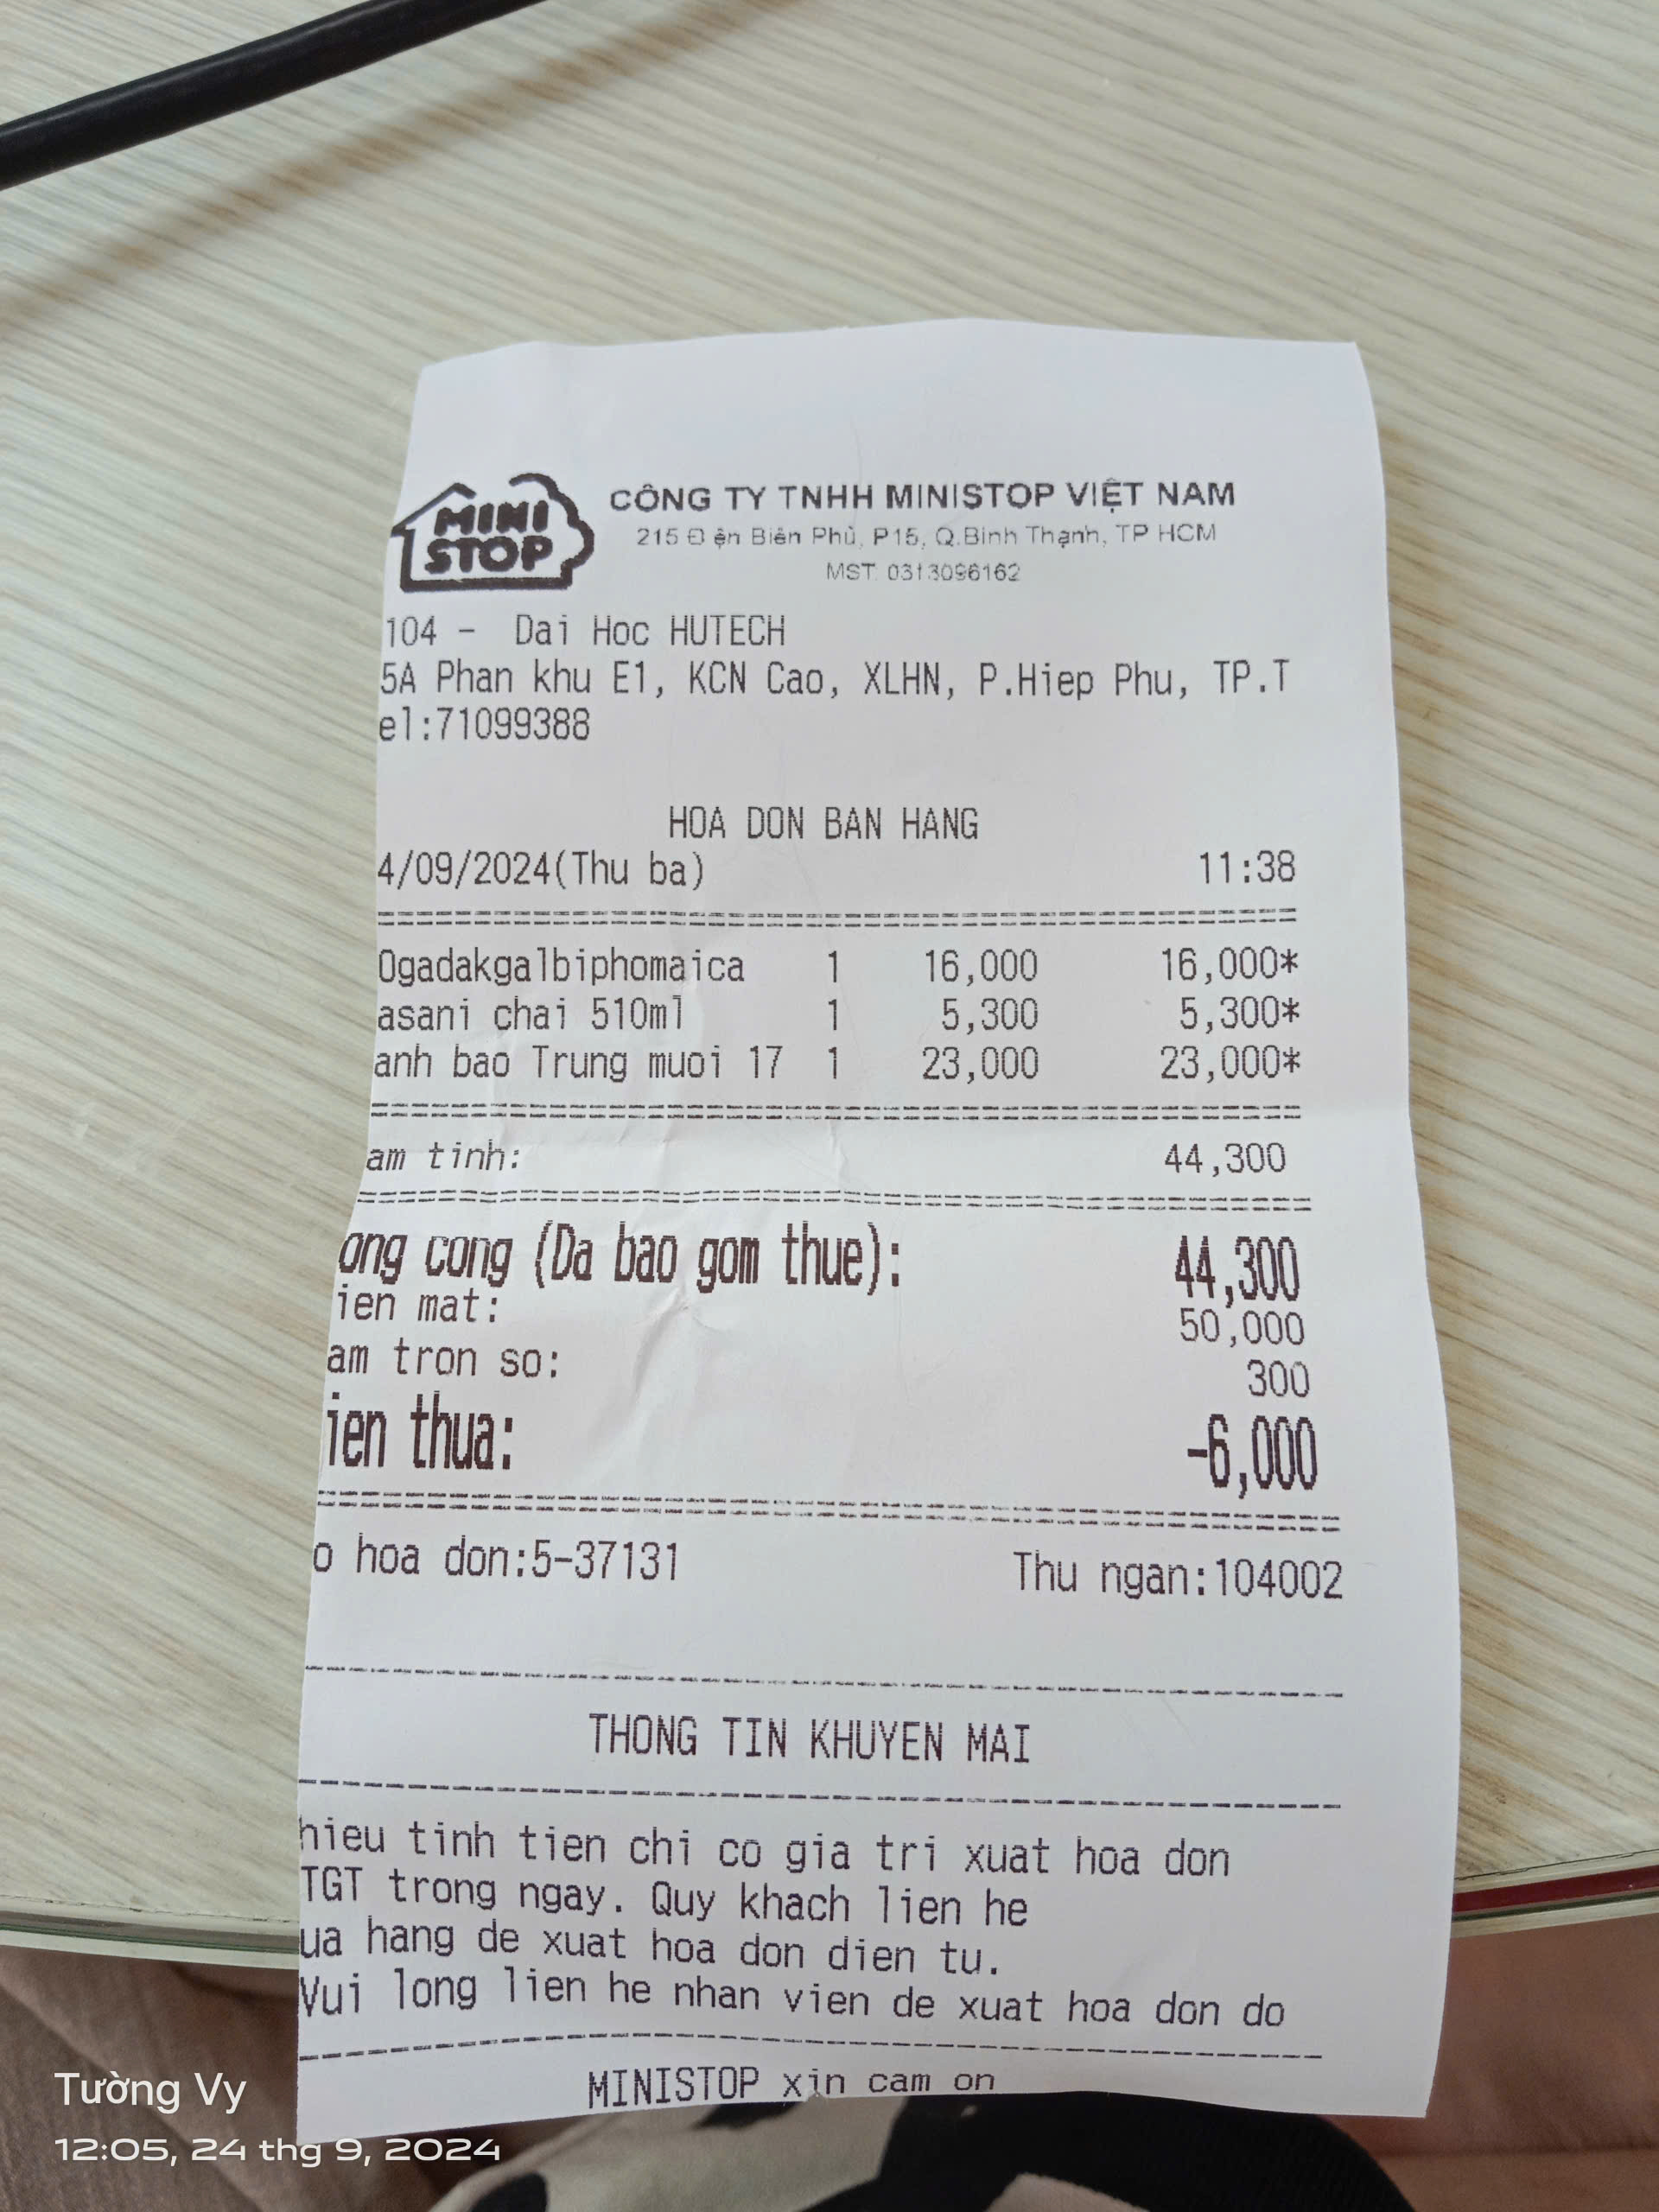 MINI
STOP
CÔNG TY TNHH MINISTOP VIỆT NAM
215 Đ ện Biên Phủ, P15, Q.Bình Thạnh, TP HCM
MST: 0313096162
104 - Dai Hoc HUTECH
5A Phan khu E1, KCN Cao, XLHN, P.Hiep Phu, TP.T
el:71099388
HOA DON BAN HANG
4/09/2024(Thu ba) 11:38
Ogadakgalbiphomaica 1 16,000 16,000*
asani chai 510ml 1 5,300 5,300*
anh bao Trung muoi 17 1 23,000 23,000*
am tinh: 44,300
ong cong (Da bao gom thue): 44,300
ien mat: 50,000
am tron so: 300
ien thua: -6,000
o hoa don:5-37131 Thu ngan:104002
THONG TIN KHUYEN MAI
hieu tinh tien chi co gia tri xuat hoa don
TGT trong ngay. Quy khach lien he
ua hang de xuat hoa don dien tu.
Vui long lien he nhan vien de xuat hoa don do
MINISTOP xin cam on
Tường Vy
12:05, 24 thg 9, 2024